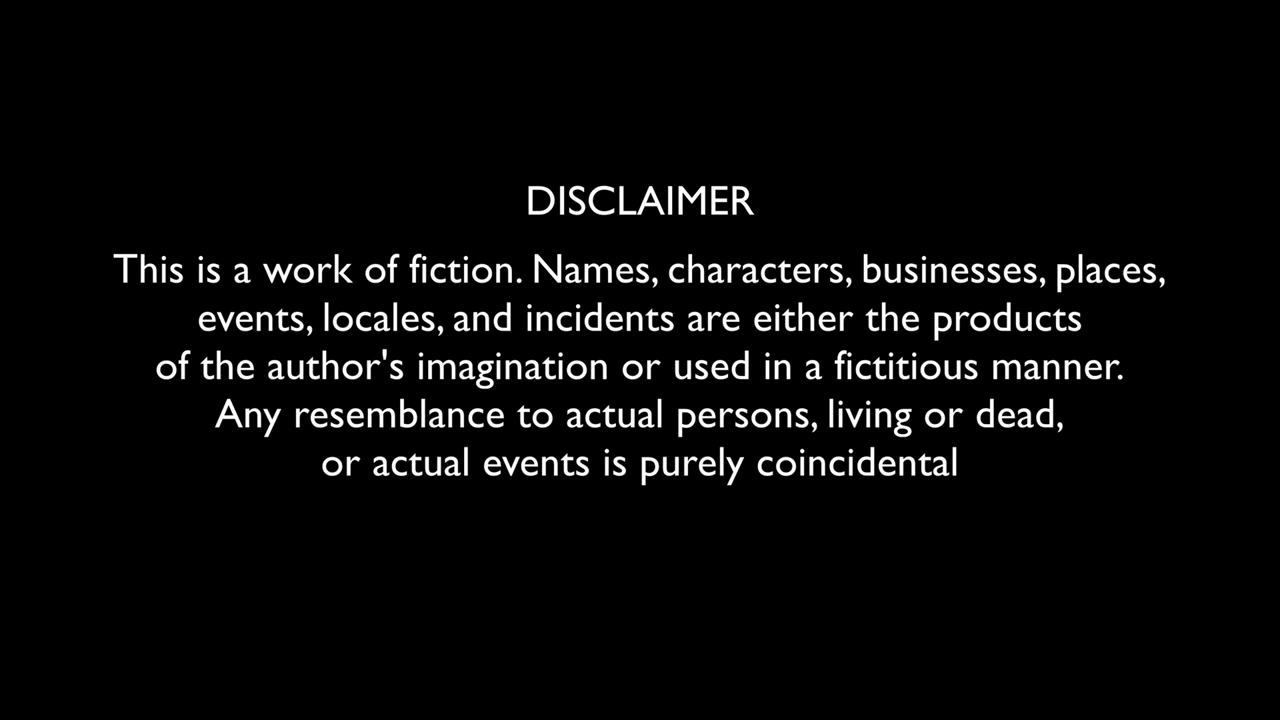 DISCLAIMER
This is a work of fiction. Names, characters, businesses, places,
events, locales, and incidents are either the products
of the author's imagination or used in a fictitious manner.
Any resemblance to actual persons, living or dead,
or actual events is purely coincidental